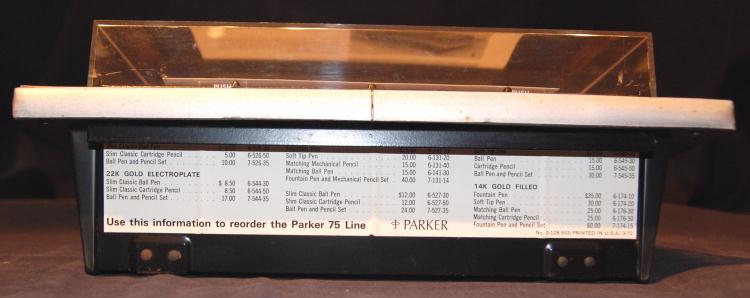 PUSH PUSH
Slim Classic Cartridge Pencil 5.00 6-526-50
Ball Pen and Pencil Set 10.00 7-526-35
22K GOLD ELECTROPLATE
Slim Classic Ball Pen $ 8.50 6-544-30
Slim Classic Cartridge Pencil 8.50 6-544-50
Ball Pen and Pencil Set 17.00 7-544-35
Soft Tip Pen 20.00 6-131-20
Matching Mechanical Pencil 15.00 6-131-40
Matching Ball Pen 15.00 6-141-30
Fountain Pen and Mechanical Pencil Set 40.00 7-131-14
Slim Classic Ball Pen $12.00 6-527-30
Slim Classic Cartridge Pencil 12.00 6-527-50
Ball Pen and Pencil Set 24.00 7-527-35
Ball Pen 15.00 6-545-30
Cartridge Pencil 15.00 6-545-50
Ball Pen and Pencil Set 30.00 7-545-35
14K GOLD FILLED
Fountain Pen $35.00 6-174-10
Soft Tip Pen 30.00 6-174-20
Matching Ball Pen 25.00 6-176-30
Matching Cartridge Pencil 25.00 6-176-50
Fountain Pen and Pencil Set 60.00 7-174-15
Use this information to reorder the Parker 75 Line PARKER
PRINTED IN U.S.A.